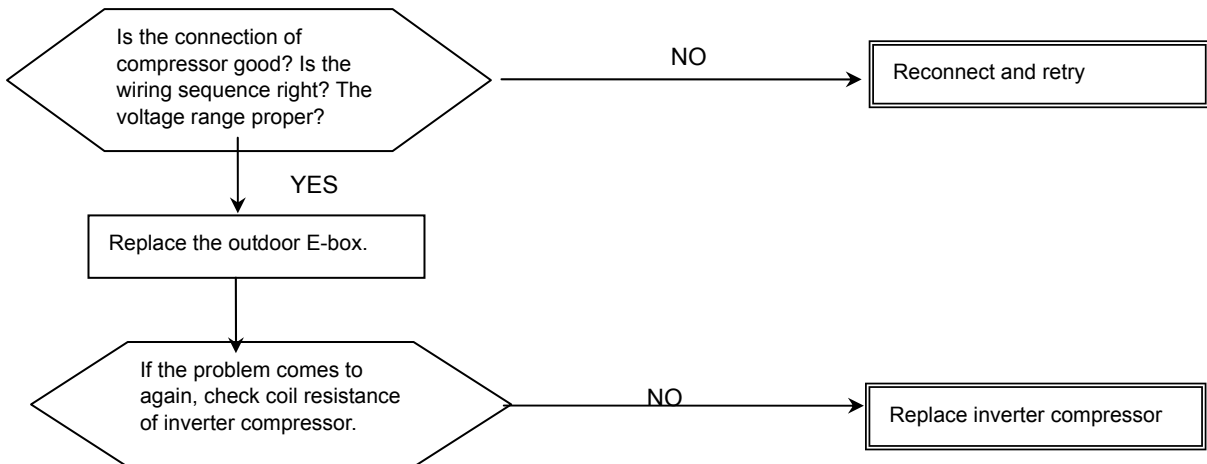 Is the connection of
compressor good? Is the
wiring sequence right? The
voltage range proper?
NO
Reconnect and retry
YES
Replace the outdoor E-box.
If the problem comes to
again, check coil resistance
of inverter compressor.
NO
Replace inverter compressor